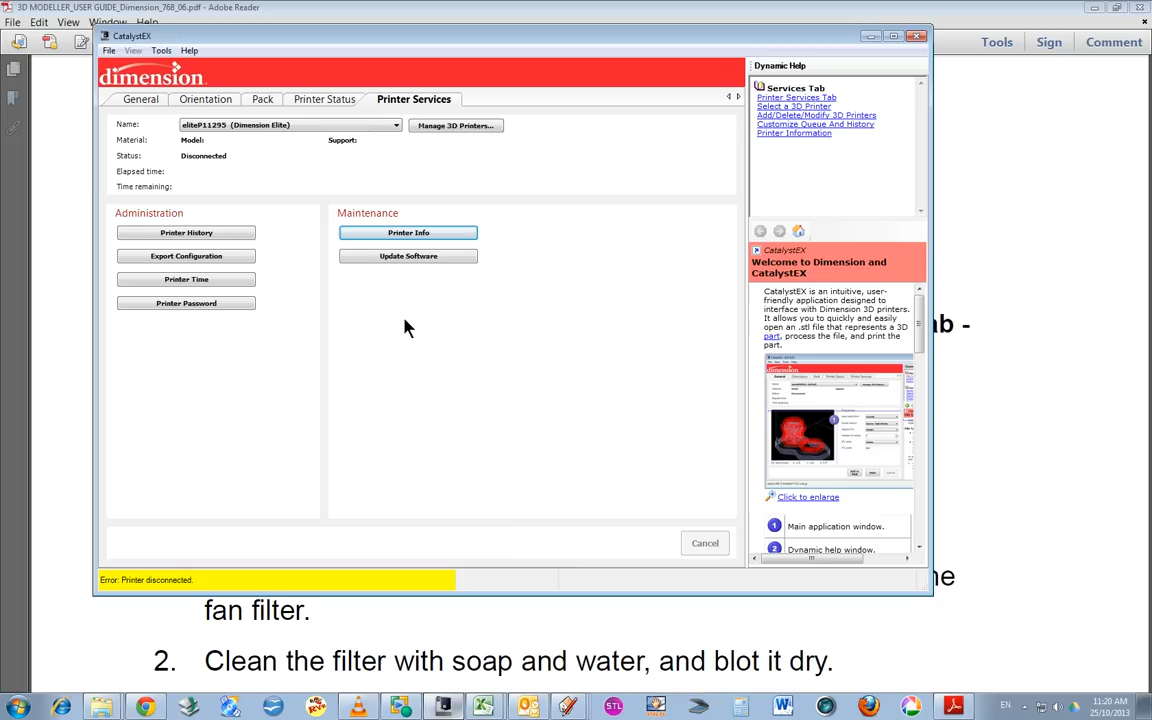 3D MODELLER_USER GUIDE_Dimension_768_06.pdf - Adobe Reader
File Edit View Window Help
Tools Sign Comment
CatalystEX
File View Tools Help
dimension
General Orientation Pack Printer Status Printer Services
Name: eliteP11295 (Dimension Elite) Manage 3D Printers...
Material: Model: Support:
Status: Disconnected
Elapsed time:
Time remaining:
Administration
Printer History
Export Configuration
Printer Time
Printer Password
Maintenance
Printer Info
Update Software
Cancel
Error: Printer disconnected.
Dynamic Help
Services Tab
Printer Services Tab
Select a 3D Printer
Add/Delete/Modify 3D Printers
Customize Queue And History
Printer Information
CatalystEX
Welcome to Dimension and
CatalystEX
CatalystEX is an intuitive, user-
friendly application designed to
interface with Dimension 3D printers.
It allows you to quickly and easily
open an .stl file that represents a 3D
part, process the file, and print the
part.
Click to enlarge
1 Main application window.
2 Dynamic help window.
ab -
ne
fan filter.
2. Clean the filter with soap and water, and blot it dry.
STL
EN
11:20 AM
25/10/2013